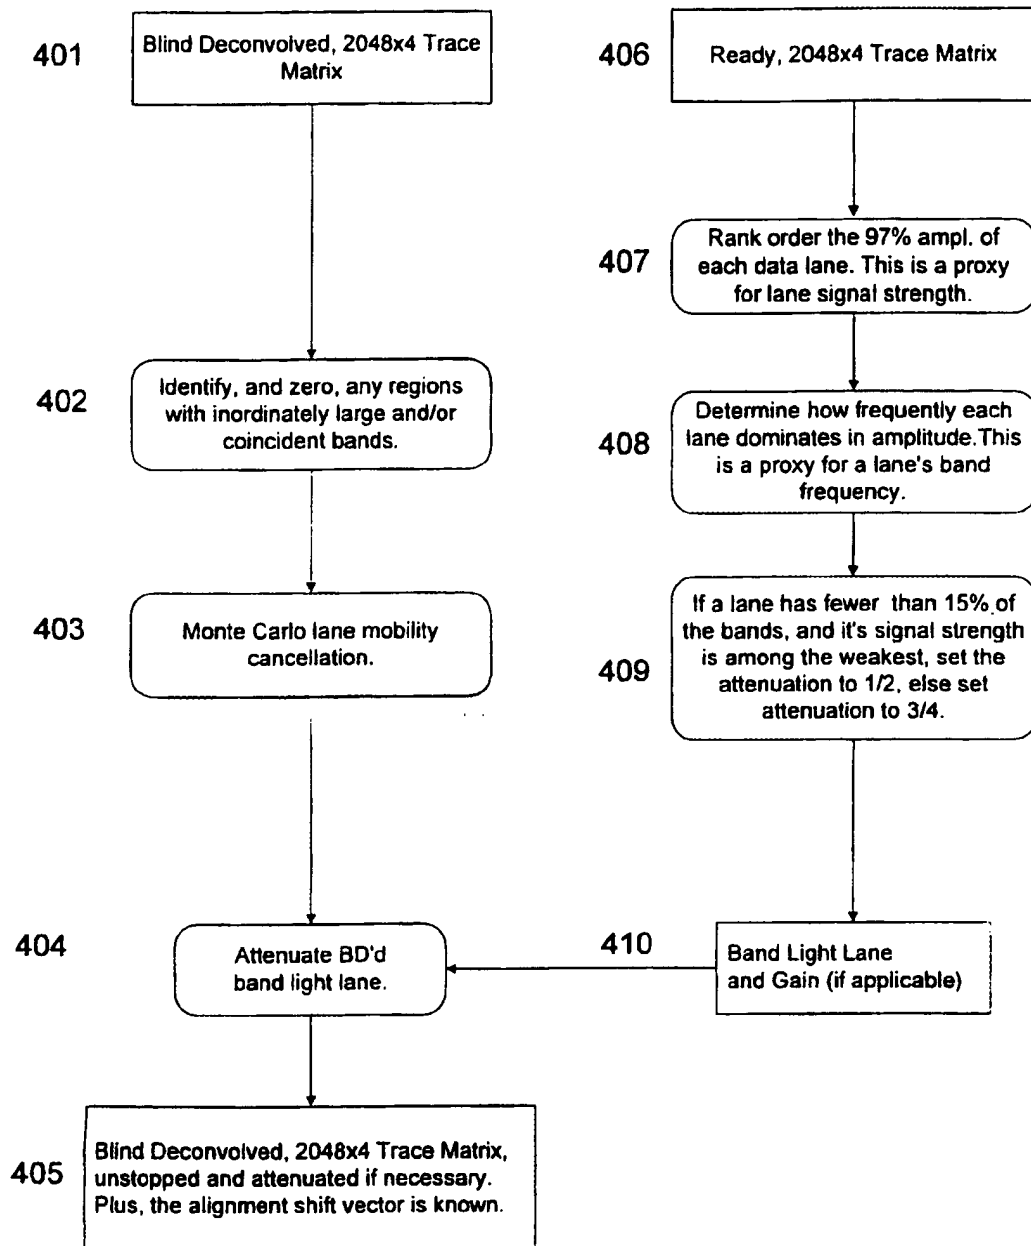 401
Blind Deconvolved, 2048x4 Trace
Matrix
402
Identify, and zero, any regions
with inordinately large and/or
coincident bands.
403
Monte Carlo lane mobility
cancellation.
404
Attenuate BD'd
band light lane.
405
Blind Deconvolved, 2048x4 Trace Matrix,
unstopped and attenuated if necessary.
Plus, the alignment shift vector is known.
406
Ready, 2048x4 Trace Matrix
407
Rank order the 97% ampl. of
each data lane. This is a proxy
for lane signal strength.
408
Determine how frequently each
lane dominates in amplitude.This
is a proxy for a lane's band
frequency.
409
If a lane has fewer than 15% of
the bands, and it's signal strength
is among the weakest, set the
attenuation to 1/2, else set
attenuation to 3/4.
410
Band Light Lane
and Gain (if applicable)